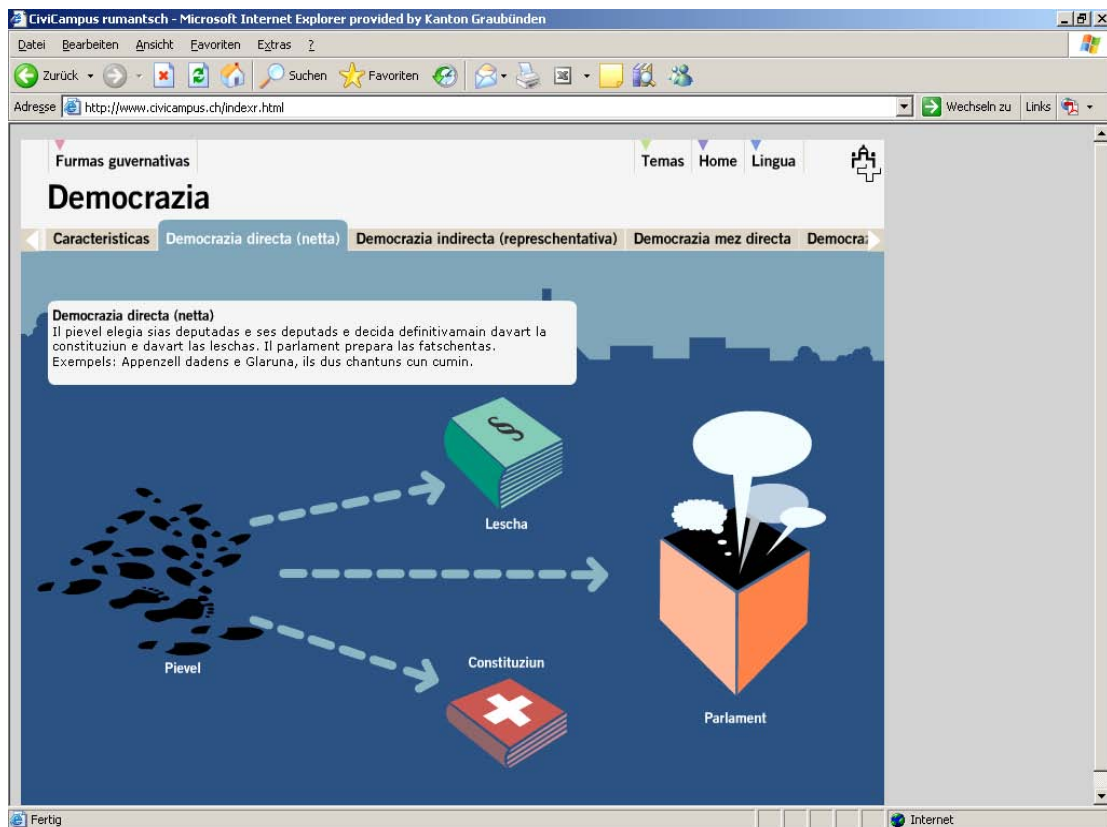 CiviCampus rumantsch - Microsoft Internet Explorer provided by Kanton Graubünden
Datei Bearbeiten Ansicht Favoriten Extras ?
Zurück Suchen Favoriten
Adresse http://www.civicampus.ch/indexr.html Wechseln zu Links
Furmas guvernativas Temas Home Lingua
Democrazia
Caracteristicas Democrazia directa (netta) Democrazia indirecta (represchentativa) Democrazia mez directa Democraz
Democrazia directa (netta)
Il pievel elegia sias deputadas e ses deputads e decida definitivamain davart la
constituziun e davart las leschas. Il parlament prepara las fatschentas.
Exempels: Appenzell dadens e Glaruna, ils dus chantuns cun cumin.
§
Lescha
Pievel
Constituziun
Parlament
Fertig Internet